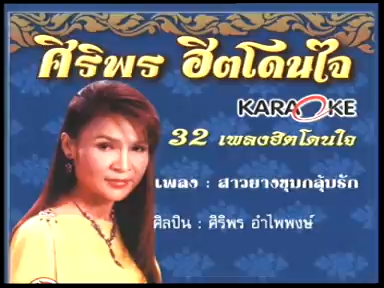 ศิริพร ฮิตโดนใจ
KARAOKE
32 เพลงฮิตโดนใจ
เพลง : สาวยางชุมกลุ้มรัก
ศิลปิน : ศิริพร อำไพพงษ์